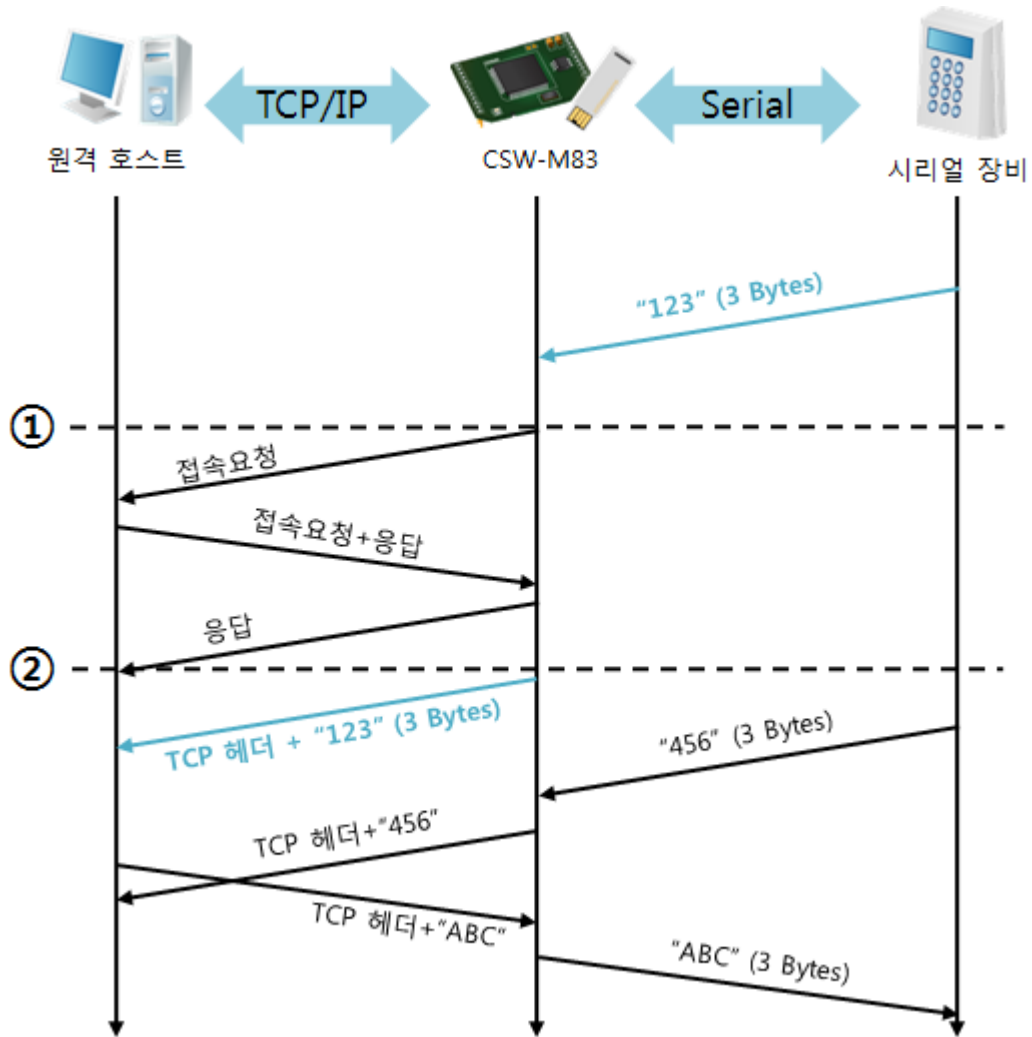 TCP/IP
Serial
원격 호스트
CSW-M83
시리얼 장비
“123” (3 Bytes)
①
접속요청
접속요청+응답
응답
②
TCP 헤더 + “123” (3 Bytes)
“456” (3 Bytes)
TCP 헤더+“456”
TCP 헤더+“ABC”
“ABC” (3 Bytes)